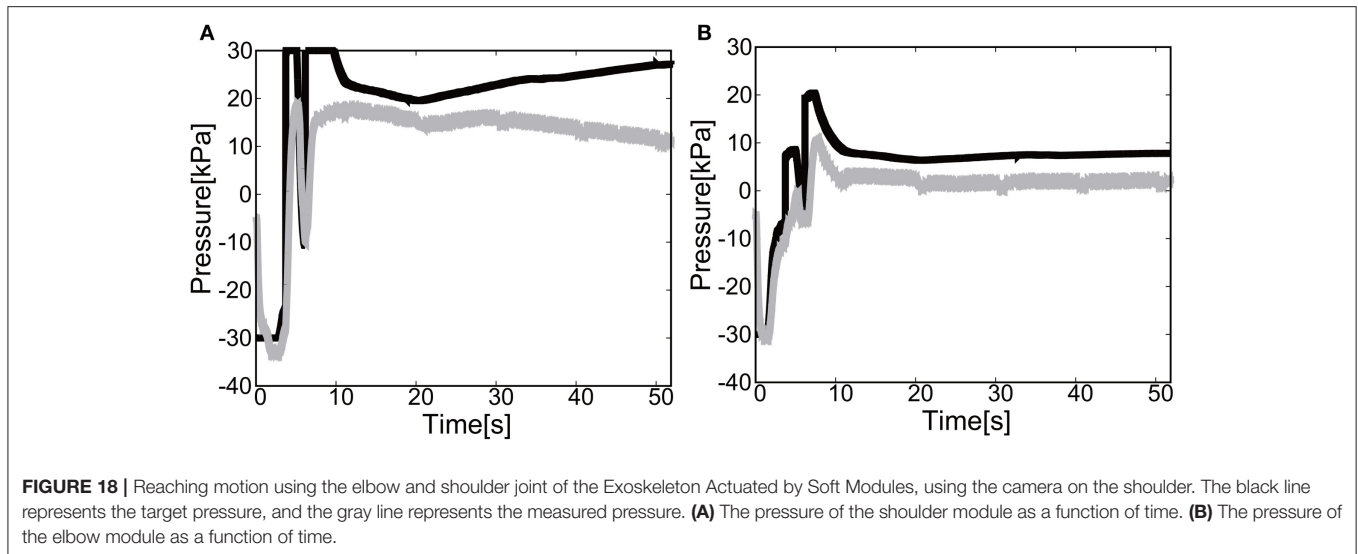 A
B
30
20
10
0
-10
-20
-30
-40
Pressure[kPa]
0 10 20 30 40 50
Time[s]
30
20
10
0
-10
-20
-30
-40
Pressure[kPa]
0 10 20 30 40 50
Time[s]
FIGURE 18 | Reaching motion using the elbow and shoulder joint of the Exoskeleton Actuated by Soft Modules, using the camera on the shoulder. The black line
represents the target pressure, and the gray line represents the measured pressure. (A) The pressure of the shoulder module as a function of time. (B) The pressure of
the elbow module as a function of time.